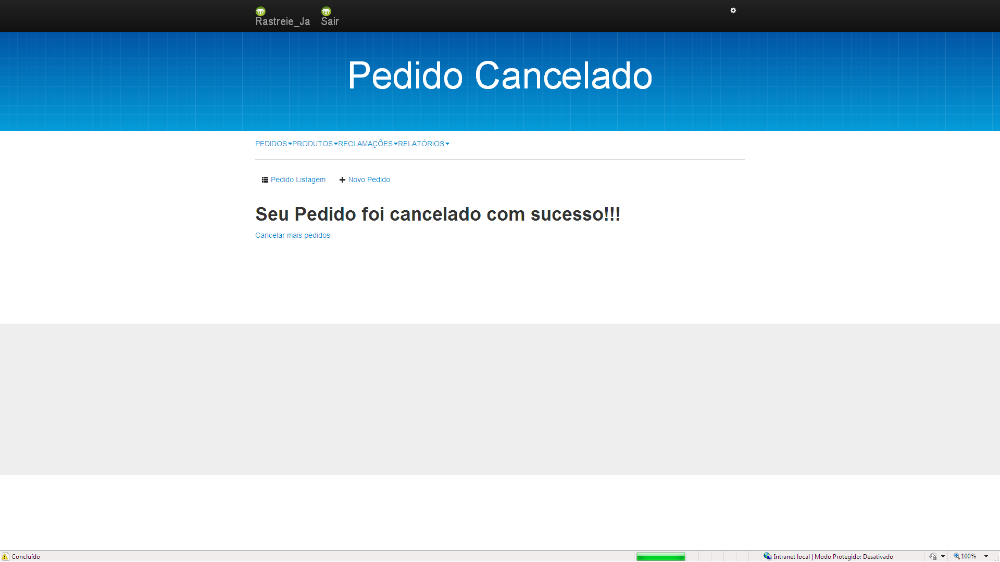 Rastreie_Ja Sair
Pedido Cancelado
PEDIDOS PRODUTOS RECLAMAÇÕES RELATÓRIOS
Pedido Listagem Novo Pedido
Seu Pedido foi cancelado com sucesso!!!
Cancelar mais pedidos
Concluído Intranet local | Modo Protegido: Desativado 100%